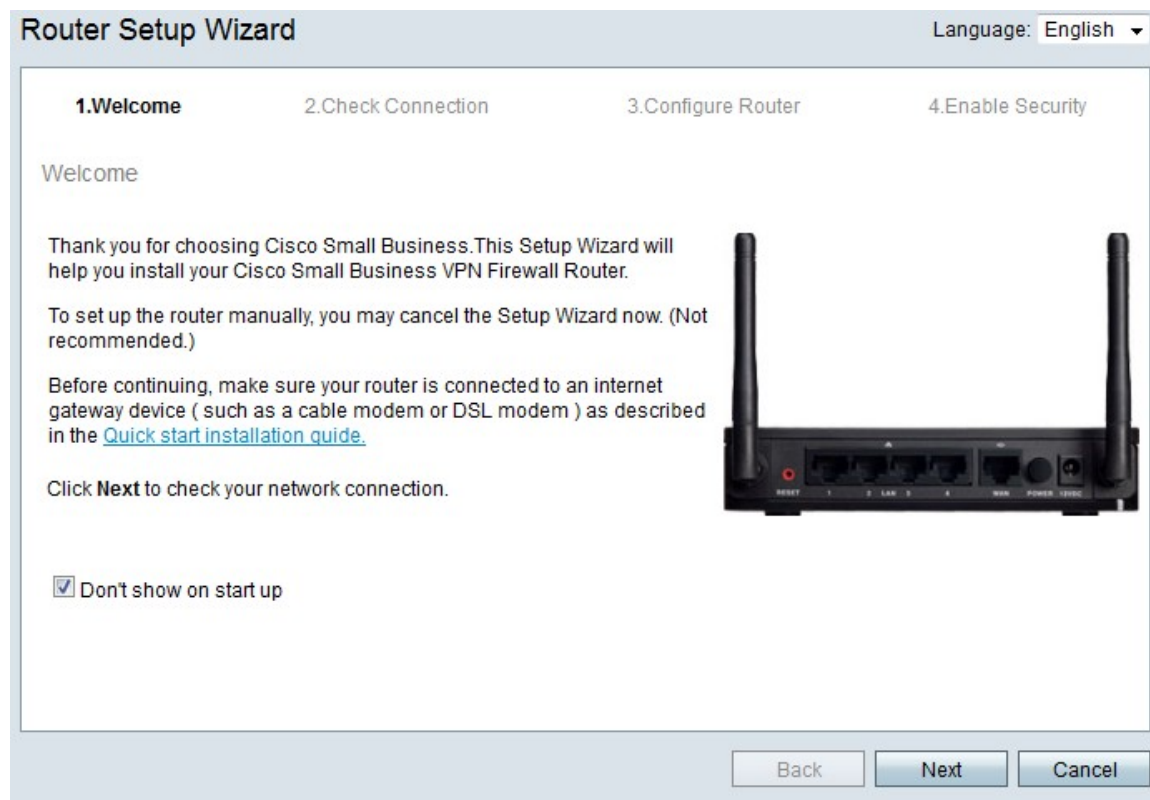 Router Setup Wizard
Language: English
1.Welcome 2.Check Connection 3.Configure Router 4.Enable Security
Welcome
Thank you for choosing Cisco Small Business.This Setup Wizard will
help you install your Cisco Small Business VPN Firewall Router.
To set up the router manually, you may cancel the Setup Wizard now. (Not
recommended.)
Before continuing, make sure your router is connected to an internet
gateway device ( such as a cable modem or DSL modem ) as described
in the Quick start installation guide.
Click Next to check your network connection.
RESET 1 2 LAN 3 4 WAN POWER 12VDC
Don't show on start up
Back Next Cancel